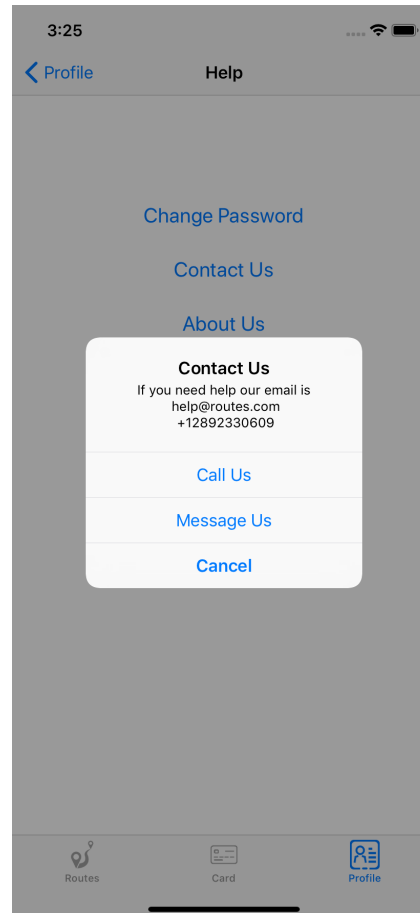 3:25
Profile
Help
Change Password
Contact Us
About Us
Contact Us
If you need help our email is
help@routes.com
+12892330609
Call Us
Message Us
Cancel
Routes
Card
Profile